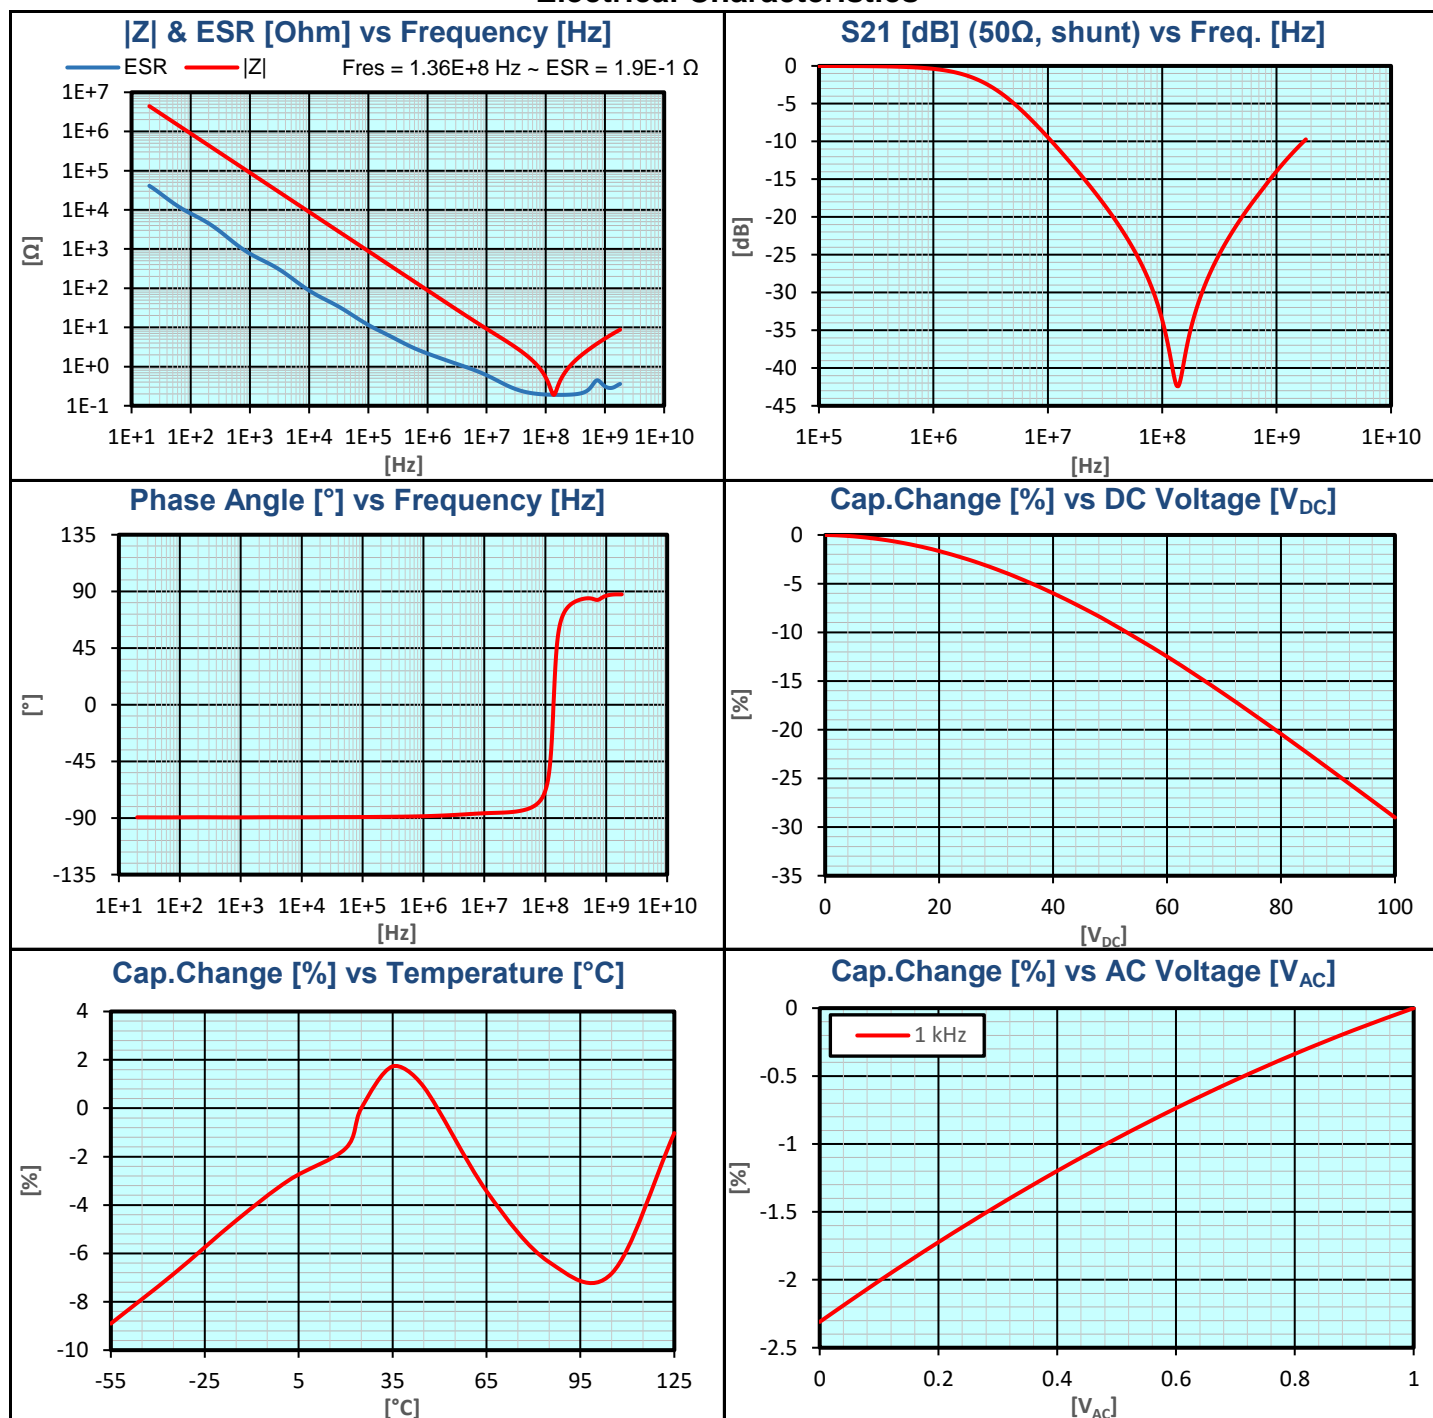 Electrical Characteristics
|Z| & ESR [Ohm] vs Frequency [Hz]
ESR |Z| Fres = 1.36E+8 Hz ~ ESR = 1.9E-1 Ω
1E+7
1E+6
1E+5
1E+4
1E+3
1E+2
1E+1
1E+0
1E-1
[Ω]
1E+1 1E+2 1E+3 1E+4 1E+5 1E+6 1E+7 1E+8 1E+9 1E+10
[Hz]
S21 [dB] (50Ω, shunt) vs Freq. [Hz]
0
-5
-10
-15
-20
-25
-30
-35
-40
-45
[dB]
1E+5 1E+6 1E+7 1E+8 1E+9 1E+10
[Hz]
Phase Angle [°] vs Frequency [Hz]
135
90
45
0
-45
-90
-135
[°]
1E+1 1E+2 1E+3 1E+4 1E+5 1E+6 1E+7 1E+8 1E+9 1E+10
[Hz]
Cap.Change [%] vs DC Voltage [VDC]
0
-5
-10
-15
-20
-25
-30
-35
[%]
0 20 40 60 80 100
[VDC]
Cap.Change [%] vs Temperature [°C]
4
2
0
-2
-4
-6
-8
-10
[%]
-55 -25 5 35 65 95 125
[°C]
Cap.Change [%] vs AC Voltage [VAC]
1 kHz
0
-0.5
-1
-1.5
-2
-2.5
[%]
0 0.2 0.4 0.6 0.8 1
[VAC]